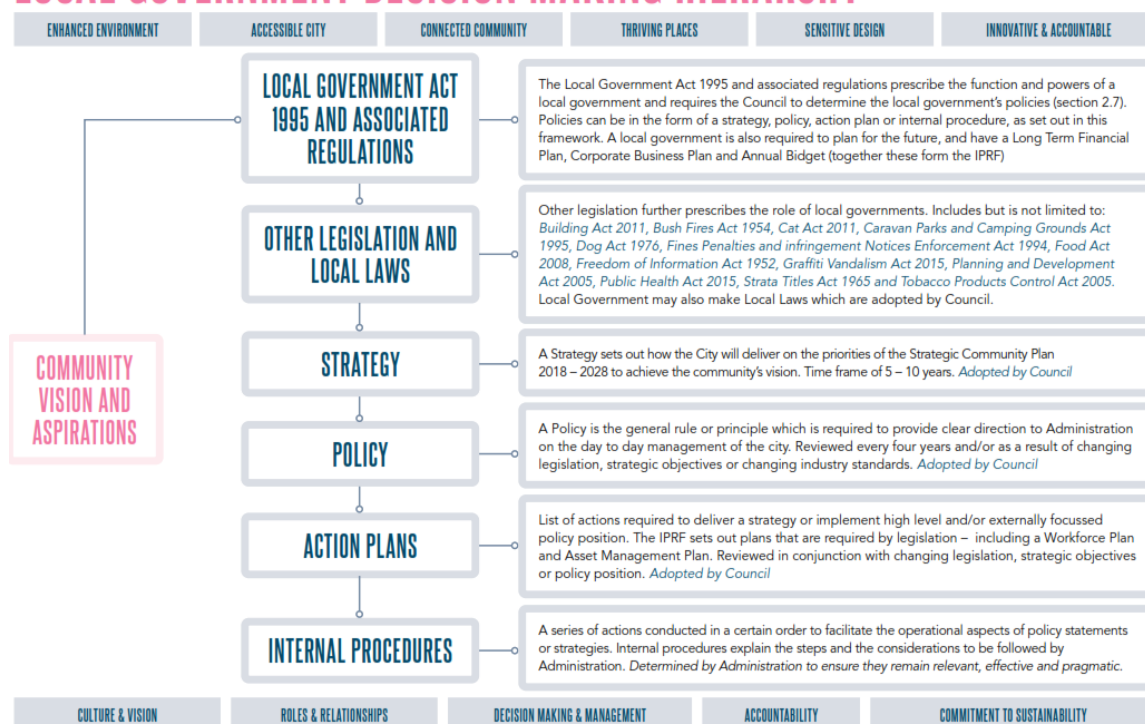 LOCAL GOVERNMENT DECISION MAKING HIERARCHY
ENHANCED ENVIRONMENT
ACCESSIBLE CITY
CONNECTED COMMUNITY
THRIVING PLACES
SENSITIVE DESIGN
INNOVATIVE & ACCOUNTABLE
LOCAL GOVERNMENT ACT
1995 AND ASSOCIATED
REGULATIONS
The Local Government Act 1995 and associated regulations prescribe the function and powers of a
local government and requires the Council to determine the local government's policies (section 2.7).
Policies can be in the form of a strategy, policy, action plan or internal procedure, as set out in this
framework. A local government is also required to plan for the future, and have a Long Term Financial
Plan, Corporate Business Plan and Annual Budget (together these form the IPRF)
OTHER LEGISLATION AND
LOCAL LAWS
Other legislation further prescribes the role of local governments. Includes but is not limited to:
Building Act 2011, Bush Fires Act 1954, Cat Act 2011, Caravan Parks and Camping Grounds Act
1995, Dog Act 1976, Fines Penalties and infringement Notices Enforcement Act 1994, Food Act
2008, Freedom of Information Act 1952, Graffiti Vandalism Act 2015, Planning and Development
Act 2005, Public Health Act 2015, Strata Titles Act 1965 and Tobacco Products Control Act 2005.
Local Government may also make Local Laws which are adopted by Council.
COMMUNITY
VISION AND
ASPIRATIONS
STRATEGY
A Strategy sets out how the City will deliver on the priorities of the Strategic Community Plan
2018 – 2028 to achieve the community's vision. Time frame of 5 – 10 years. Adopted by Council
POLICY
A Policy is the general rule or principle which is required to provide clear direction to Administration
on the day to day management of the city. Reviewed every four years and/or as a result of changing
legislation, strategic objectives or changing industry standards. Adopted by Council
ACTION PLANS
List of actions required to deliver a strategy or implement high level and/or externally focussed
policy position. The IPRF sets out plans that are required by legislation – including a Workforce Plan
and Asset Management Plan. Reviewed in conjunction with changing legislation, strategic objectives
or policy position. Adopted by Council
INTERNAL PROCEDURES
A series of actions conducted in a certain order to facilitate the operational aspects of policy statements
or strategies. Internal procedures explain the steps and the considerations to be followed by
Administration. Determined by Administration to ensure they remain relevant, effective and pragmatic.
CULTURE & VISION
ROLES & RELATIONSHIPS
DECISION MAKING & MANAGEMENT
ACCOUNTABILITY
COMMITMENT TO SUSTAINABILITY